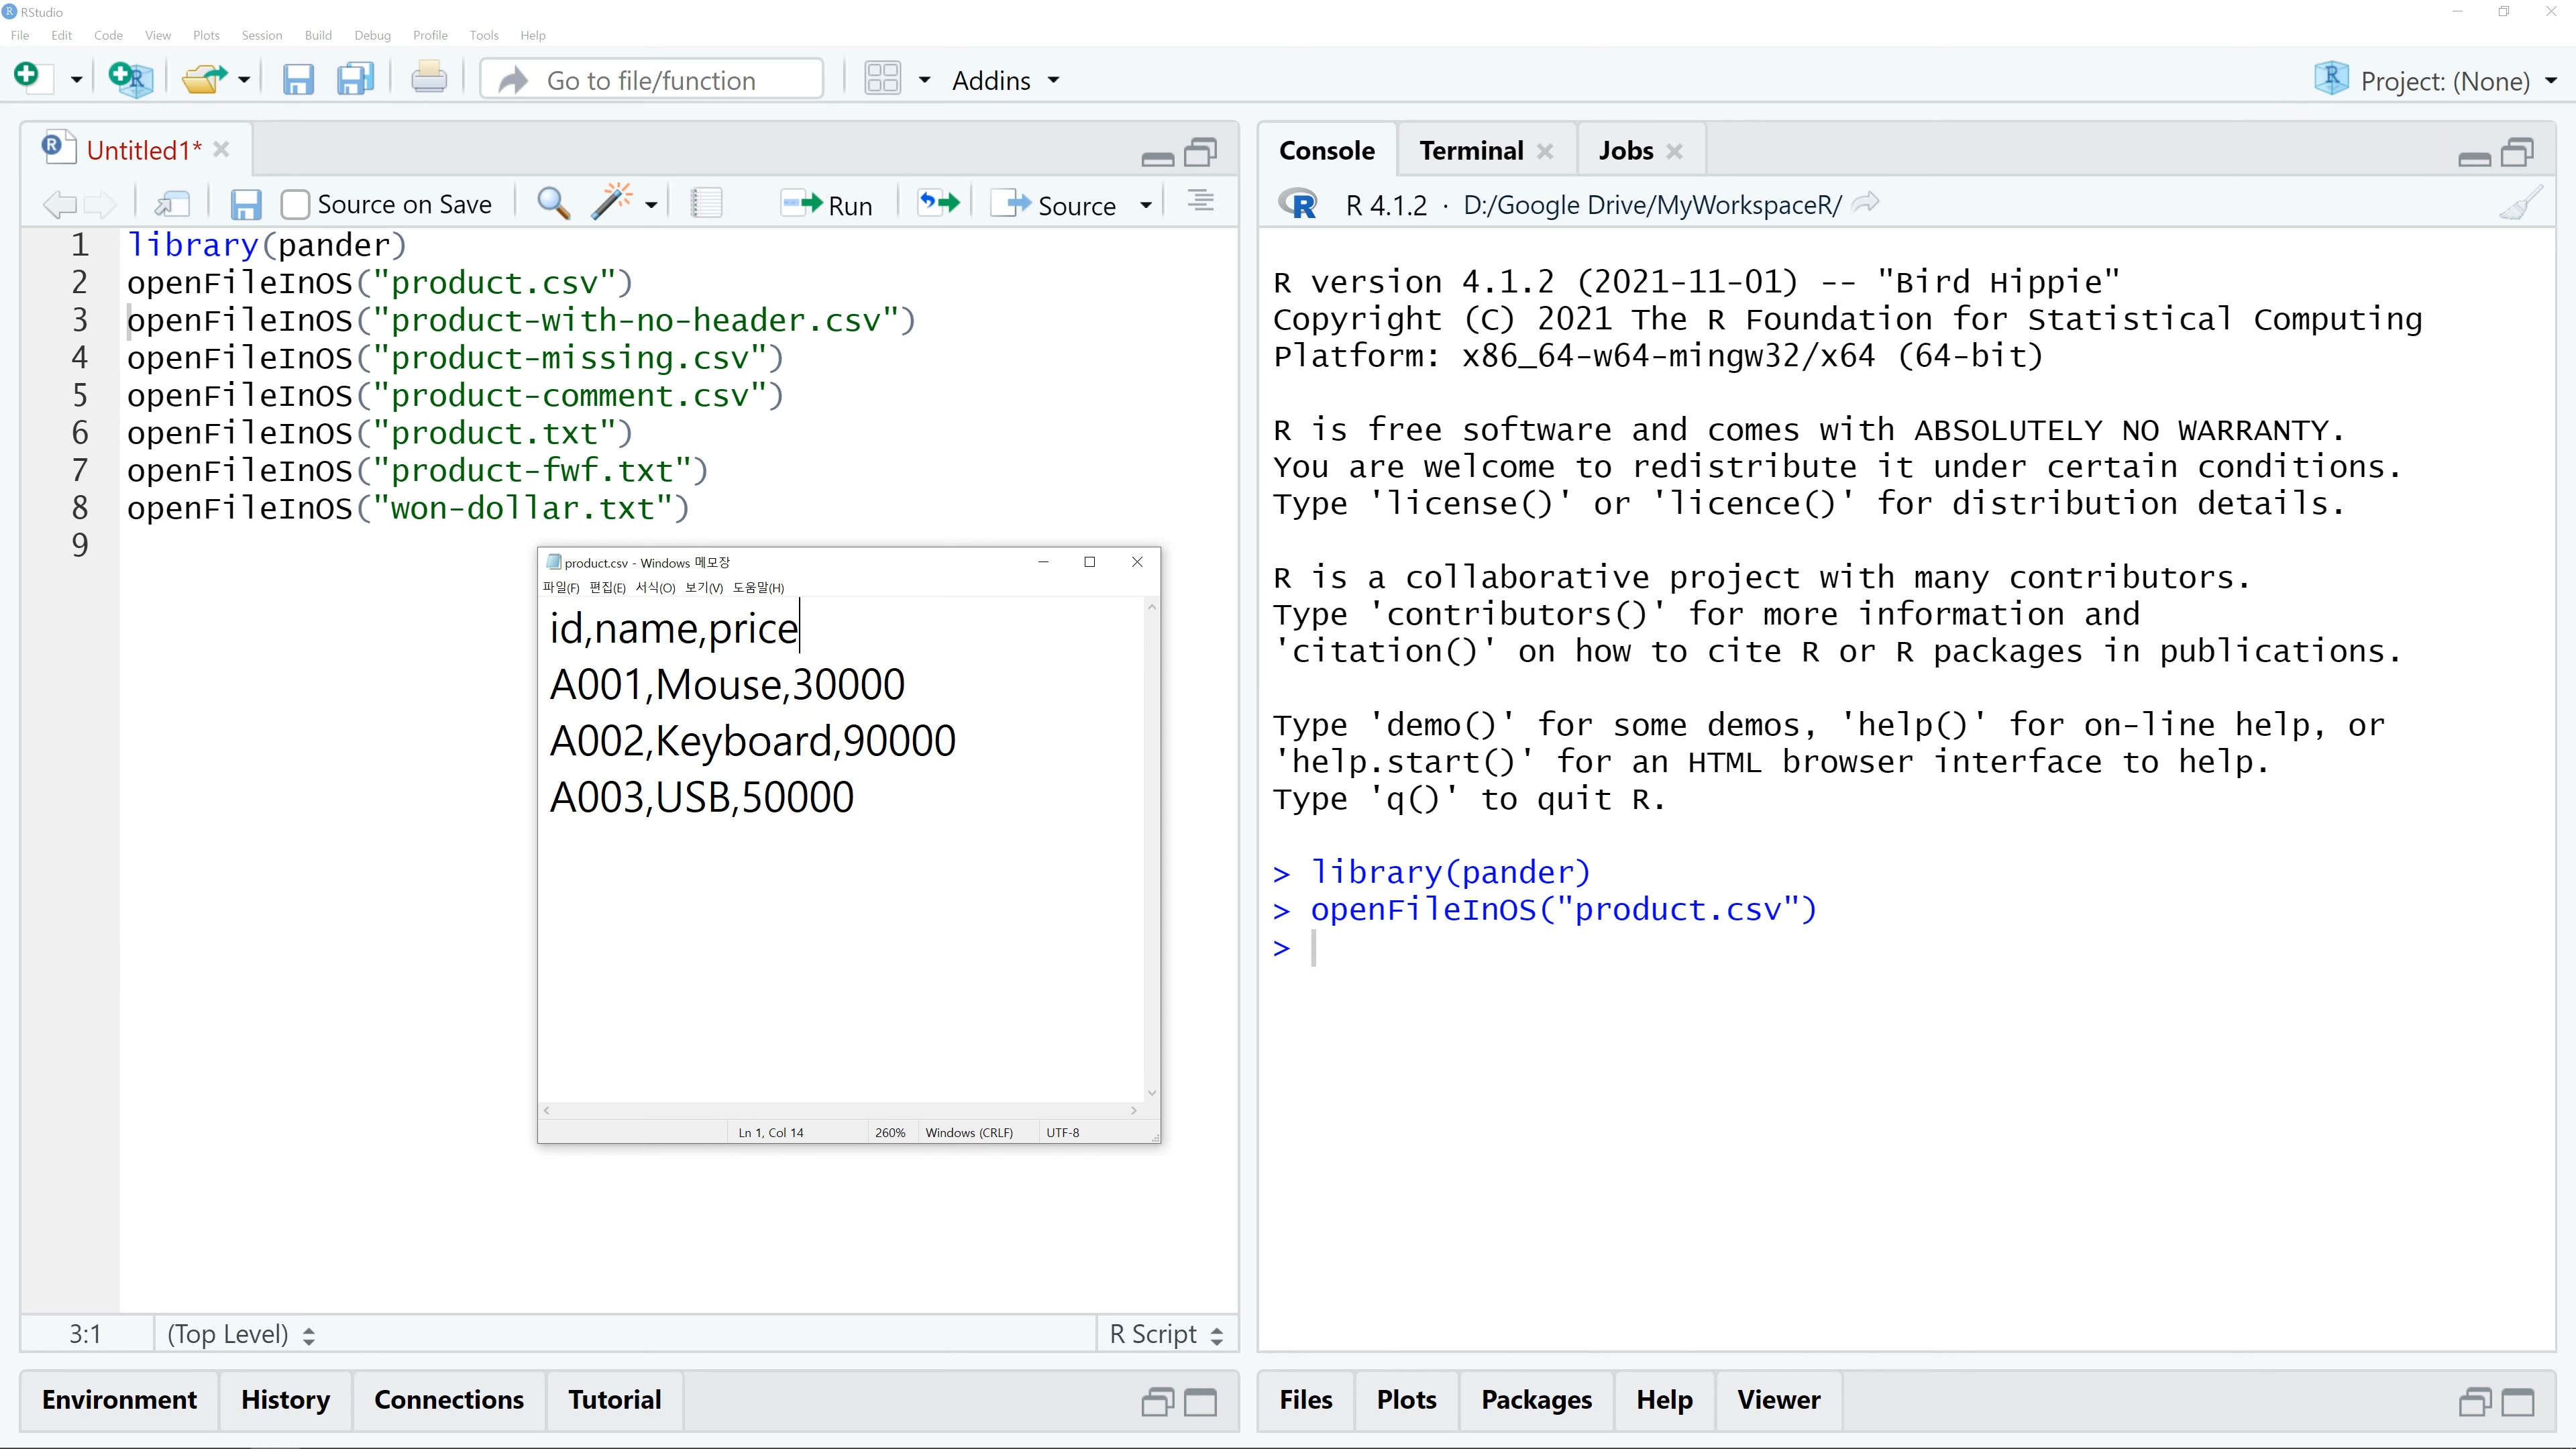 RStudio
File Edit Code View Plots Session Build Debug Profile Tools Help
Go to file/function Addins Project: (None)
Untitled1*
Source on Save Run Source
1 library(pander)
2 openFileInOS("product.csv")
3 openFileInOS("product-with-no-header.csv")
4 openFileInOS("product-missing.csv")
5 openFileInOS("product-comment.csv")
6 openFileInOS("product.txt")
7 openFileInOS("product-fwf.txt")
8 openFileInOS("won-dollar.txt")
9
product.csv - Windows 메모장
파일(F) 편집(E) 서식(O) 보기(V) 도움말(H)
id,name,price
A001,Mouse,30000
A002,Keyboard,90000
A003,USB,50000
Ln 1, Col 14 260% Windows (CRLF) UTF-8
3:1 (Top Level) R Script
Environment History Connections Tutorial
Console Terminal Jobs
R 4.1.2 · D:/Google Drive/MyWorkspaceR/
R version 4.1.2 (2021-11-01) -- "Bird Hippie"
Copyright (C) 2021 The R Foundation for Statistical Computing
Platform: x86_64-w64-mingw32/x64 (64-bit)
R is free software and comes with ABSOLUTELY NO WARRANTY.
You are welcome to redistribute it under certain conditions.
Type 'license()' or 'licence()' for distribution details.
R is a collaborative project with many contributors.
Type 'contributors()' for more information and
'citation()' on how to cite R or R packages in publications.
Type 'demo()' for some demos, 'help()' for on-line help, or
'help.start()' for an HTML browser interface to help.
Type 'q()' to quit R.
> library(pander)
> openFileInOS("product.csv")
>
Files Plots Packages Help Viewer